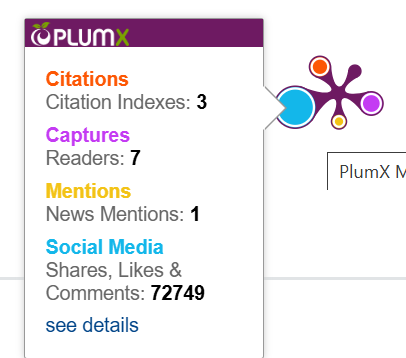 PLUMX
Citations
Citation Indexes: 3
Captures
Readers: 7
Mentions
News Mentions: 1
Social Media
Shares, Likes &
Comments: 72749
see details
PlumX M